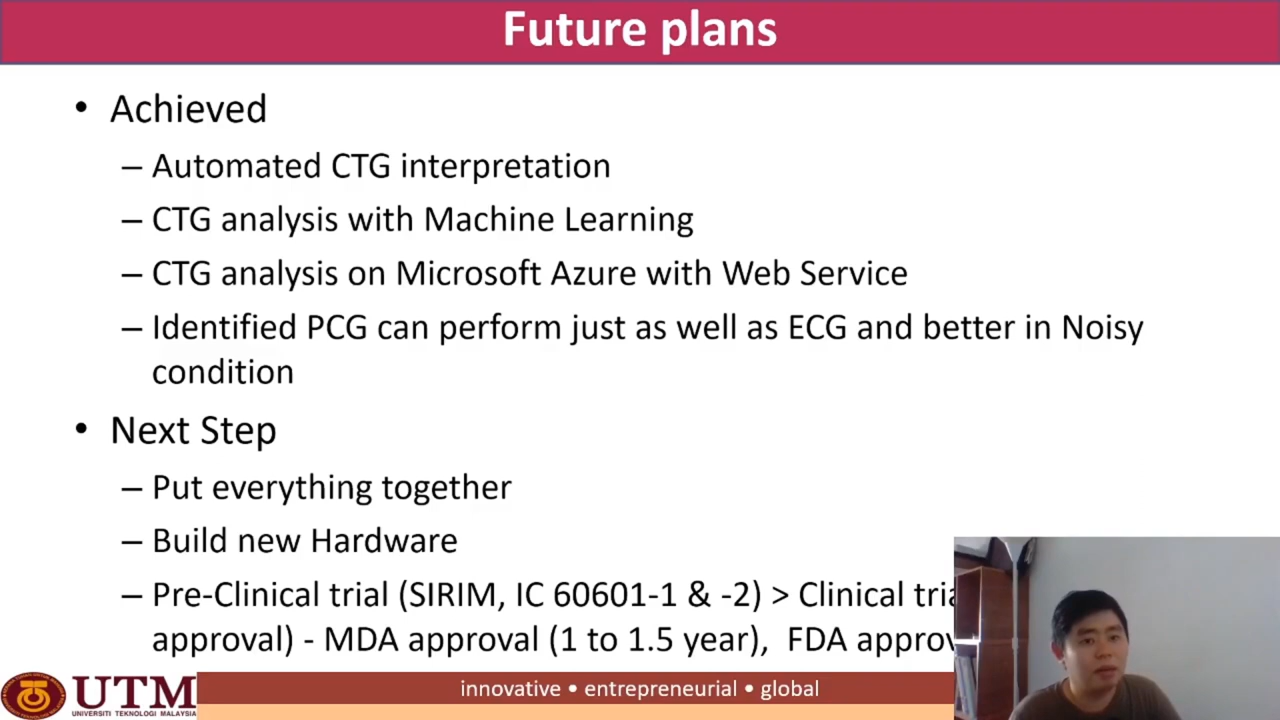 Future plans
• Achieved
– Automated CTG interpretation
– CTG analysis with Machine Learning
– CTG analysis on Microsoft Azure with Web Service
– Identified PCG can perform just as well as ECG and better in Noisy
condition
• Next Step
– Put everything together
– Build new Hardware
– Pre-Clinical trial (SIRIM, IC 60601-1 & -2) > Clinical
approval) - MDA approval (1 to 1.5 year), FDA
UTM
UNIVERSITI TEKNOLOGI MALAYSIA
innovative • entrepreneurial • global